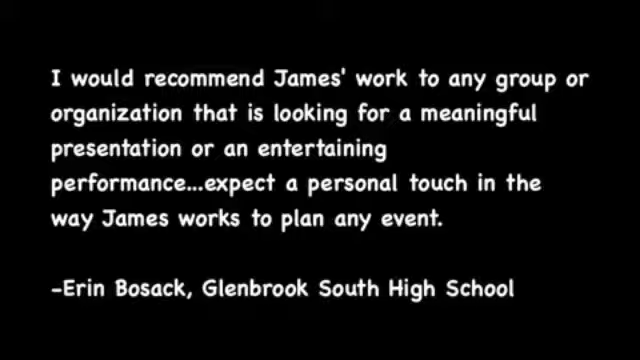 I would recommend James' work to any group or
organization that is looking for a meaningful
presentation or an entertaining
performance...expect a personal touch in the
way James works to plan any event.
-Erin Bosack, Glenbrook South High School